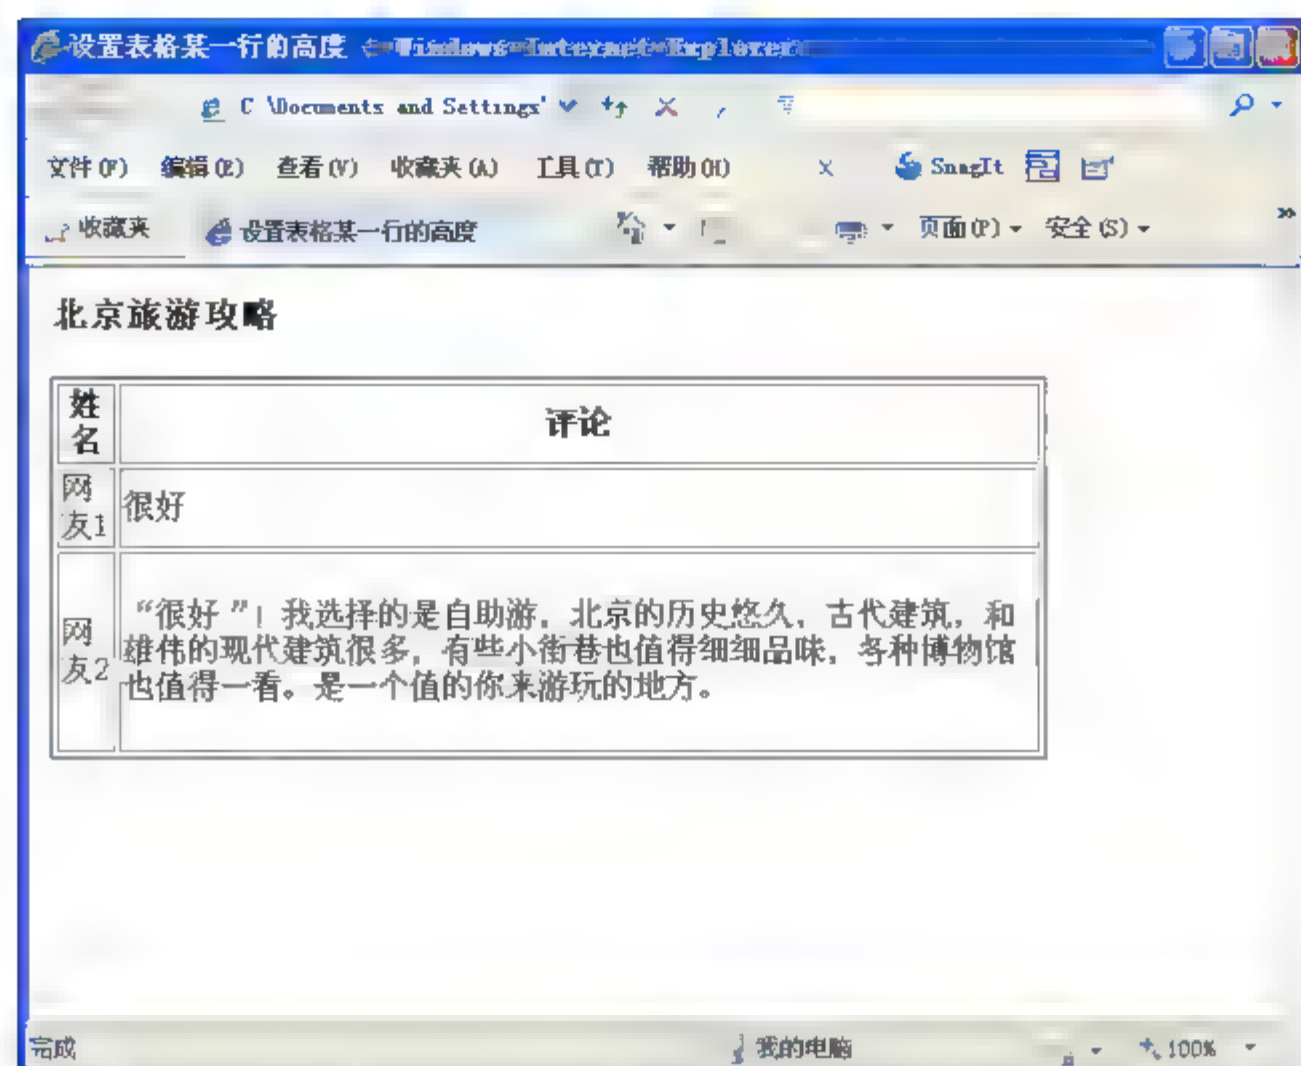 设置表格某一行的高度 - Windows Internet Explorer
C \Documents and Settings'
文件(F) 编辑(E) 查看(V) 收藏夹(A) 工具(T) 帮助(H) x SnagIt
收藏夹 设置表格某一行的高度 页面(P) 安全(S) »
北京旅游攻略
姓名 评论
网友1 很好
网友2
“很好”! 我选择的是自助游，北京的历史悠久，古代建筑，和
雄伟的现代建筑很多，有些小街巷也值得细细品味，各种博物馆
也值得一看。是一个值的你来游玩的地方。
完成 我的电脑 100%